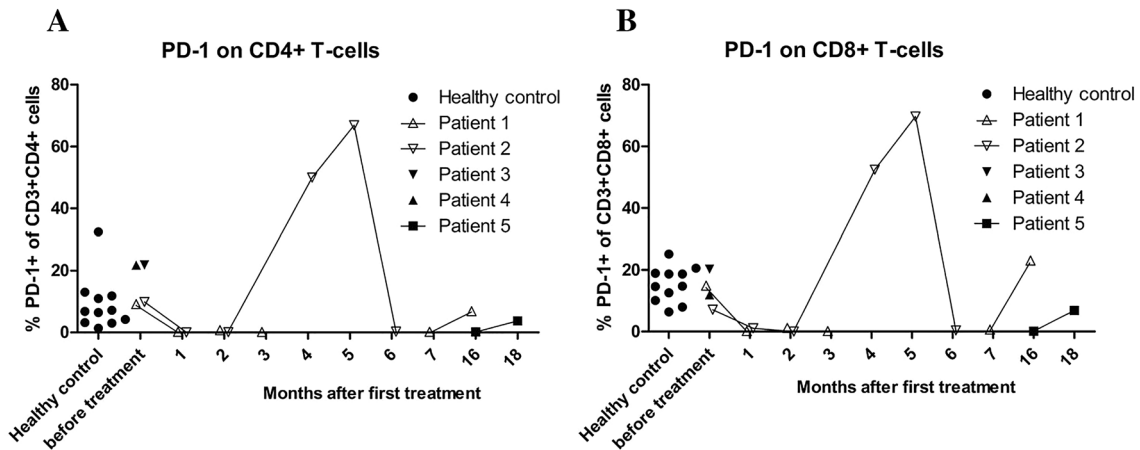 A
PD-1 on CD4+ T-cells
% PD-1+ of CD3+CD4+ cells
80
60
40
20
0
Healthy control
Patient 1
Patient 2
Patient 3
Patient 4
Patient 5
Healthy control
before treatment
1
2
3
4
5
6
7
16
18
Months after first treatment
B
PD-1 on CD8+ T-cells
% PD-1+ of CD3+CD8+ cells
80
60
40
20
0
Healthy control
Patient 1
Patient 2
Patient 3
Patient 4
Patient 5
Healthy control
before treatment
1
2
3
4
5
6
7
16
18
Months after first treatment